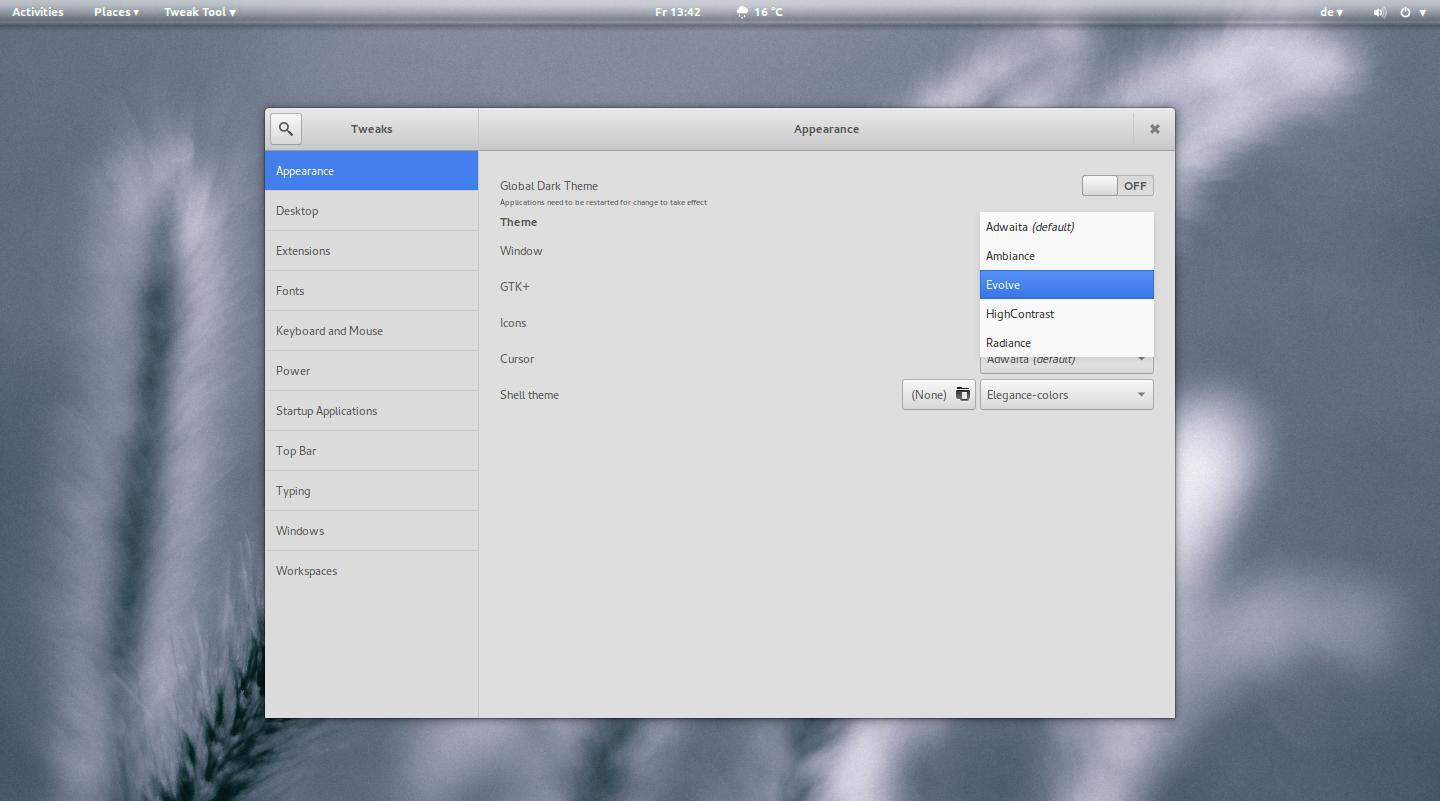 Activities Places ▾ Tweak Tool ▾ Fr 13:42 16 °C de ▾ ▾
Tweaks Appearance
Appearance
Desktop
Extensions
Fonts
Keyboard and Mouse
Power
Startup Applications
Top Bar
Typing
Windows
Workspaces
Global Dark Theme OFF
Applications need to be restarted for change to take effect
Theme
Window
GTK+
Icons
Cursor
Shell theme
Adwaita (default)
Ambiance
Evolve
HighContrast
Radiance
Adwaita (default)
(None) Elegance-colors